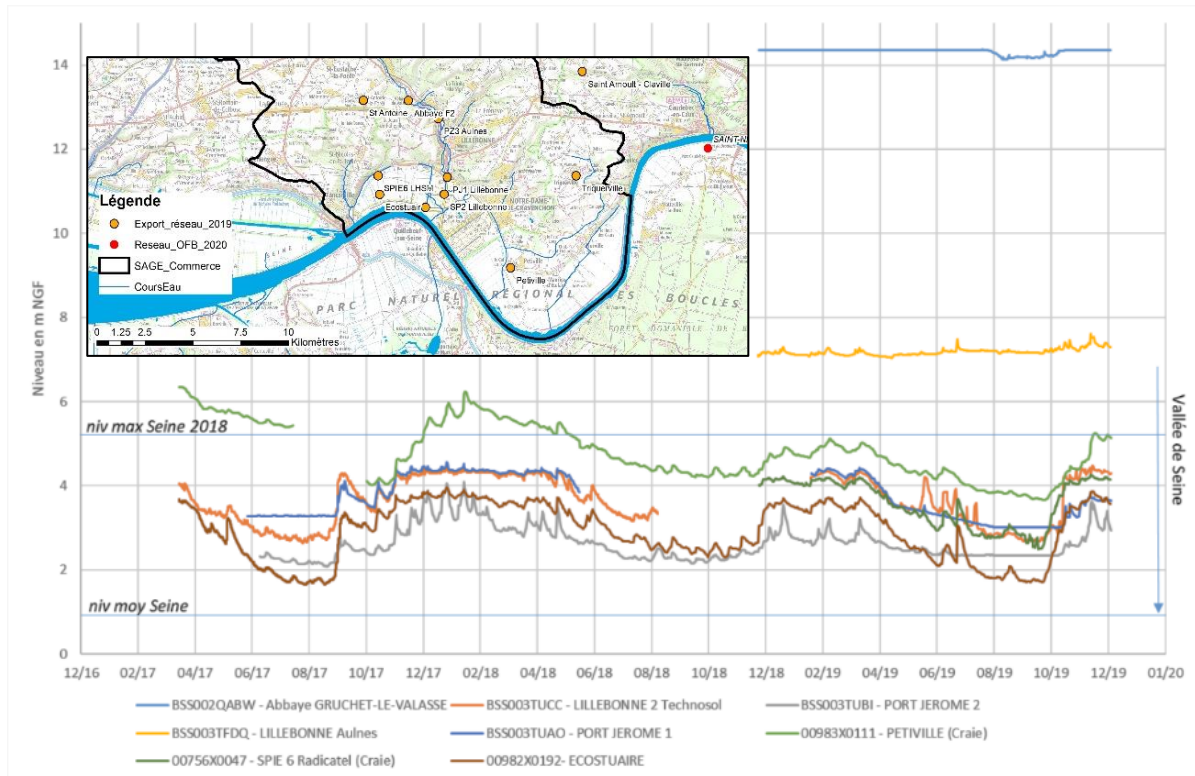 14
12
10
8
6
4
2
0
Niveau en m NGF
St Antoine - Abbaye F2
Saint Arnoult - Claville
PZ3 Aulnes
LILLEBONNE
SAINT-N
SPIE6 LHSM
PJ1 Lillebonne
Triquerville
Ecostuair
SP2 Lillebonne
NOTRE-DAME
Petiville
PARC NATUREL RÉGIONAL DES BOUCLES
Légende
Export_réseau_2019
Reseau_OFB_2020
SAGE_Commerce
CoursEau
0 1.25 2.5 5 7.5 10
Kilomètres
niv max Seine 2018
niv moy Seine
Vallée de Seine
12/16 02/17 04/17 06/17 08/17 10/17 12/17 02/18 04/18 06/18 08/18 10/18 12/18 02/19 04/19 06/19 08/19 10/19 12/19 01/20
BSS002QABW - Abbaye GRUCHET-LE-VALASSE
BSS003TUCC - LILLEBONNE 2 Technosol
BSS003TUBI - PORT JEROME 2
BSS003TFDQ - LILLEBONNE Aulnes
BSS003TUAO - PORT JEROME 1
00983X0111 - PETIVILLE (Craie)
00756X0047 - SPIE 6 Radicatel (Craie)
00982X0192- ECOSTUAIRE